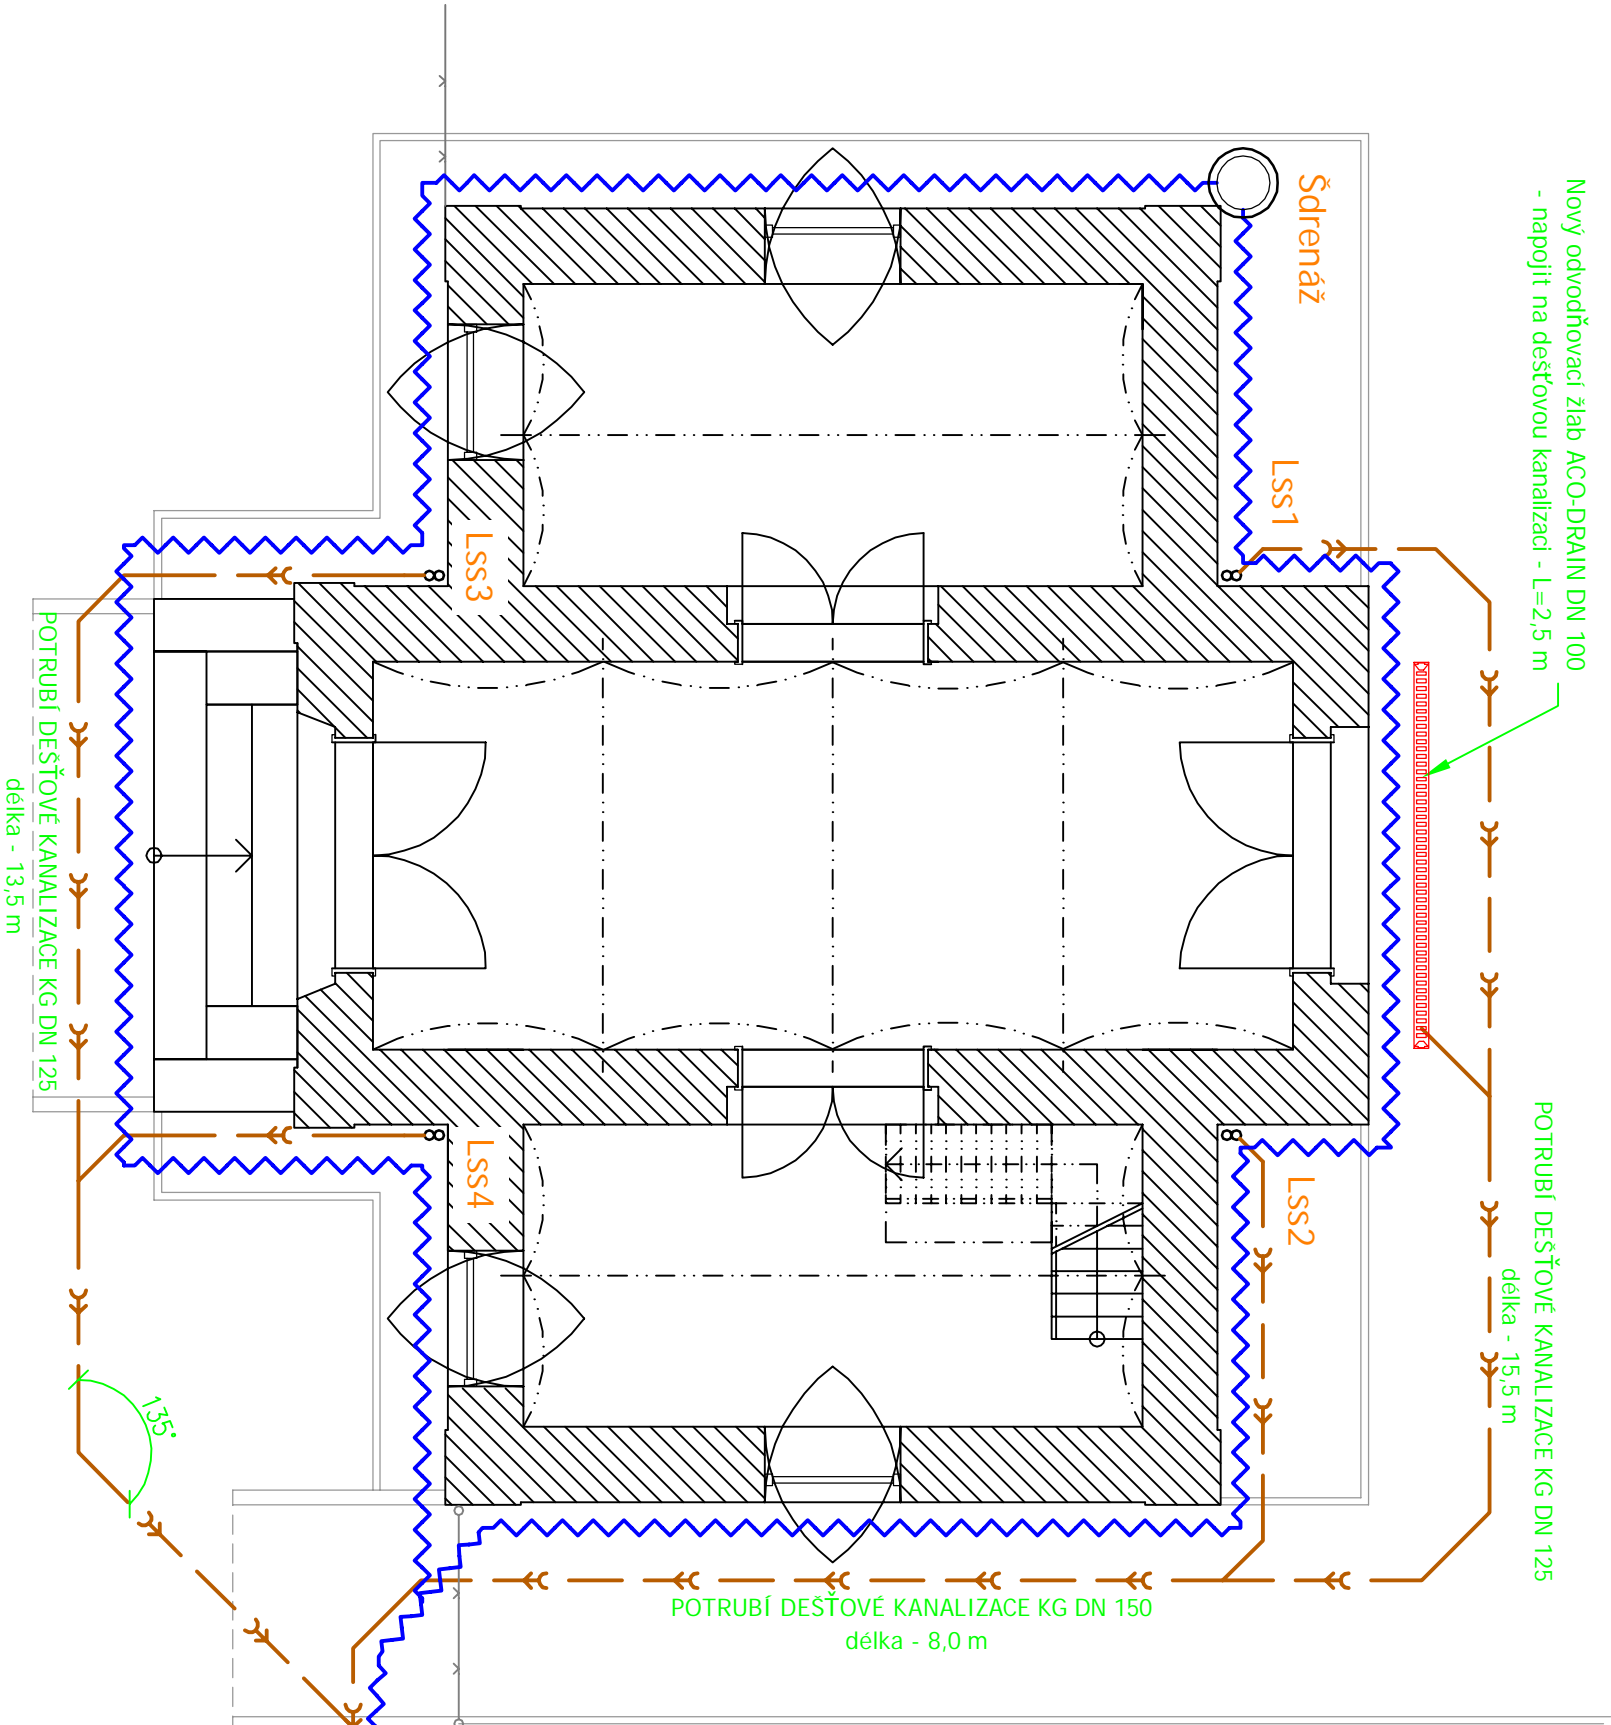 Nový odvodňovací žlab ACO-DRAIN DN 100
- napojit na dešťovou kanalizaci - L=2,5 m
Šdrenáž
Lss1
Lss2
Lss3
Lss4
POTRUBÍ DEŠŤOVÉ KANALIZACE KG DN 125
délka - 15,5 m
POTRUBÍ DEŠŤOVÉ KANALIZACE KG DN 125
délka - 13,5 m
135°
POTRUBÍ DEŠŤOVÉ KANALIZACE KG DN 150
délka - 8,0 m